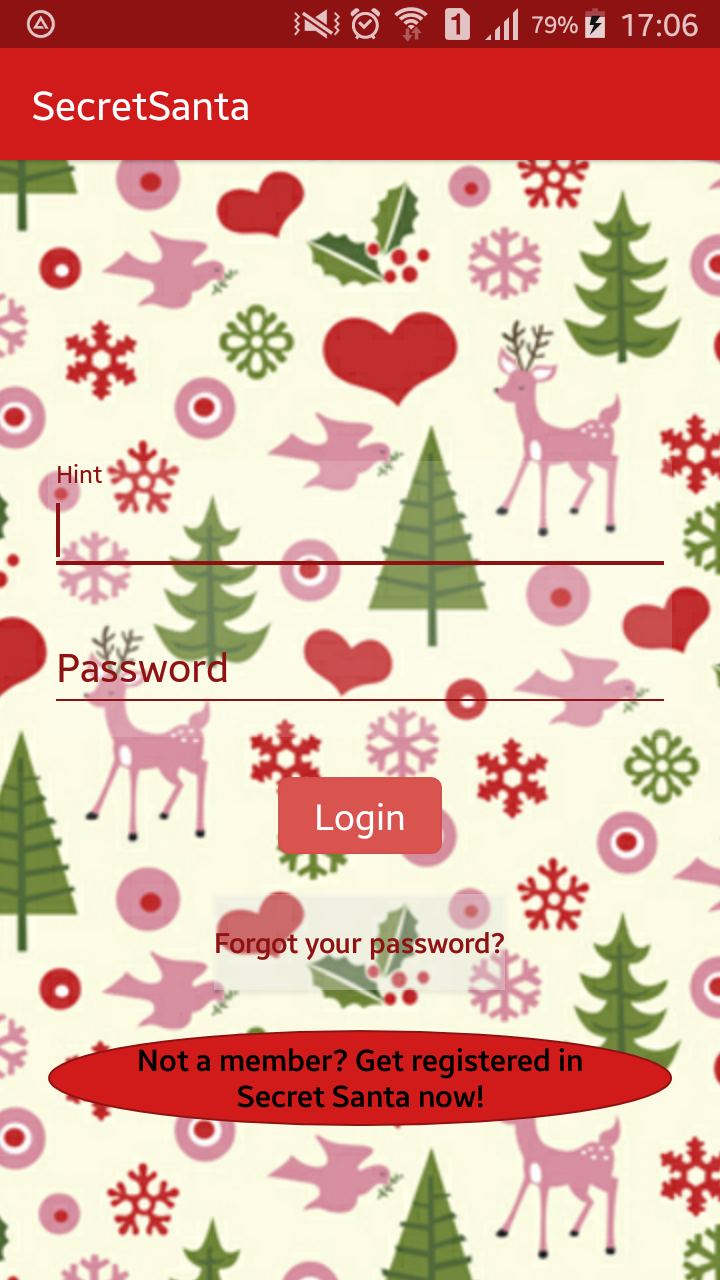 1 79% 17:06
SecretSanta
Hint
Password
Login
Forgot your password?
Not a member? Get registered in
Secret Santa now!